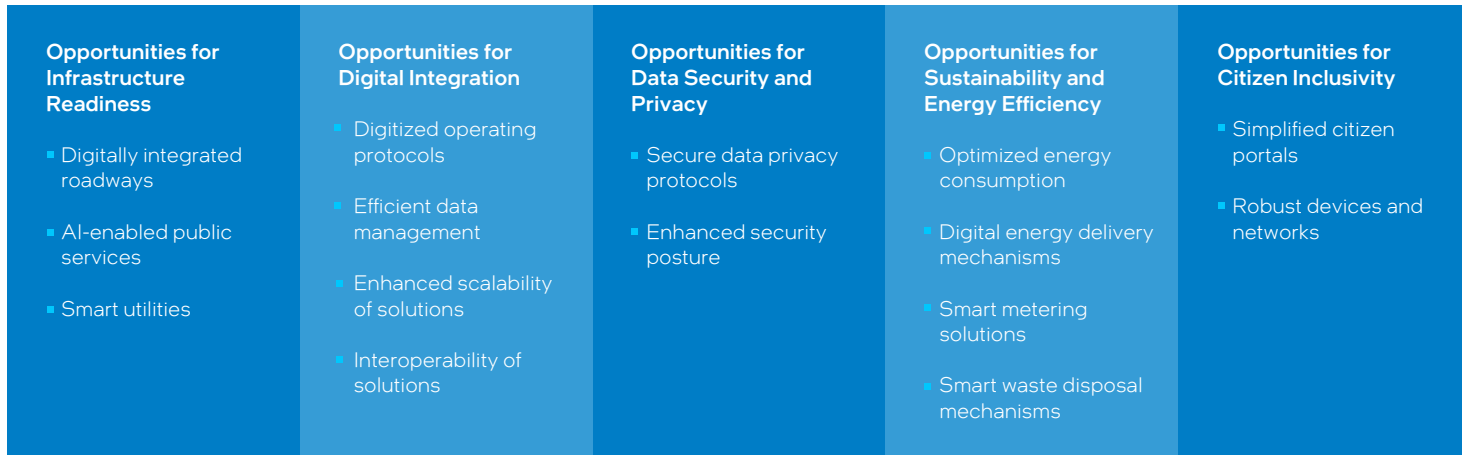 Opportunities for
Infrastructure
Readiness
Digitally integrated
roadways
AI-enabled public
services
Smart utilities
Opportunities for
Digital Integration
Digitized operating
protocols
Efficient data
management
Enhanced scalability
of solutions
Interoperability of
solutions
Opportunities for
Data Security and
Privacy
Secure data privacy
protocols
Enhanced security
posture
Opportunities for
Sustainability and
Energy Efficiency
Optimized energy
consumption
Digital energy delivery
mechanisms
Smart metering
solutions
Smart waste disposal
mechanisms
Opportunities for
Citizen Inclusivity
Simplified citizen
portals
Robust devices and
networks